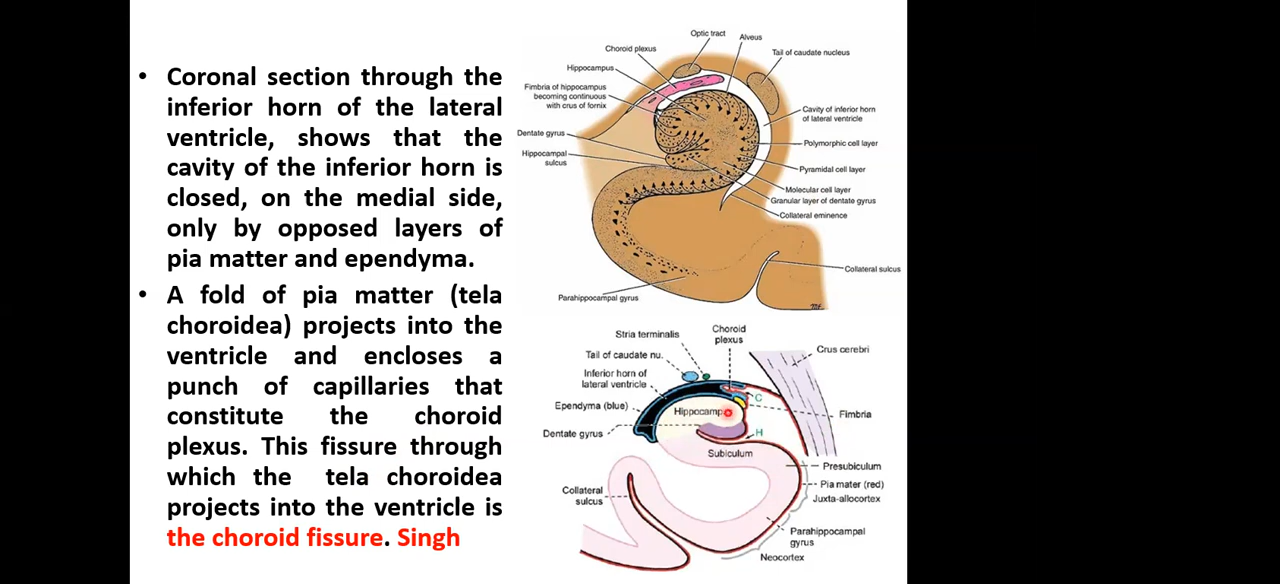 • Coronal section through the
inferior horn of the lateral
ventricle, shows that the
cavity of the inferior horn is
closed, on the medial side,
only by opposed layers of
pia matter and ependyma.
• A fold of pia matter (tela
choroidea) projects into the
ventricle and encloses a
punch of capillaries that
constitute the choroid
plexus. This fissure through
which the tela choroidea
projects into the ventricle is
the choroid fissure. Singh
Optic tract
Alveus
Choroid plexus
Tail of caudate nucleus
Hippocampus
Fimbria of hippocampus
becoming continuous
with crus of fornix
Cavity of inferior horn
of lateral ventricle
Dentate gyrus
Polymorphic cell layer
Hippocampal
sulcus
Pyramidal cell layer
Molecular cell layer
Granular layer of dentate gyrus
Collateral eminence
Collateral sulcus
Parahippocampal gyrus
Stria terminalis
Choroid
plexus
Tail of caudate nu.
Crus cerebri
Inferior horn of
lateral ventricle
C
Ependyma (blue)
Hippocamp
Fimbria
Dentate gyrus
H
Subiculum
Presubiculum
Pia mater (red)
Collateral
sulcus
Juxta-allocortex
Parahippocampal
gyrus
Neocortex